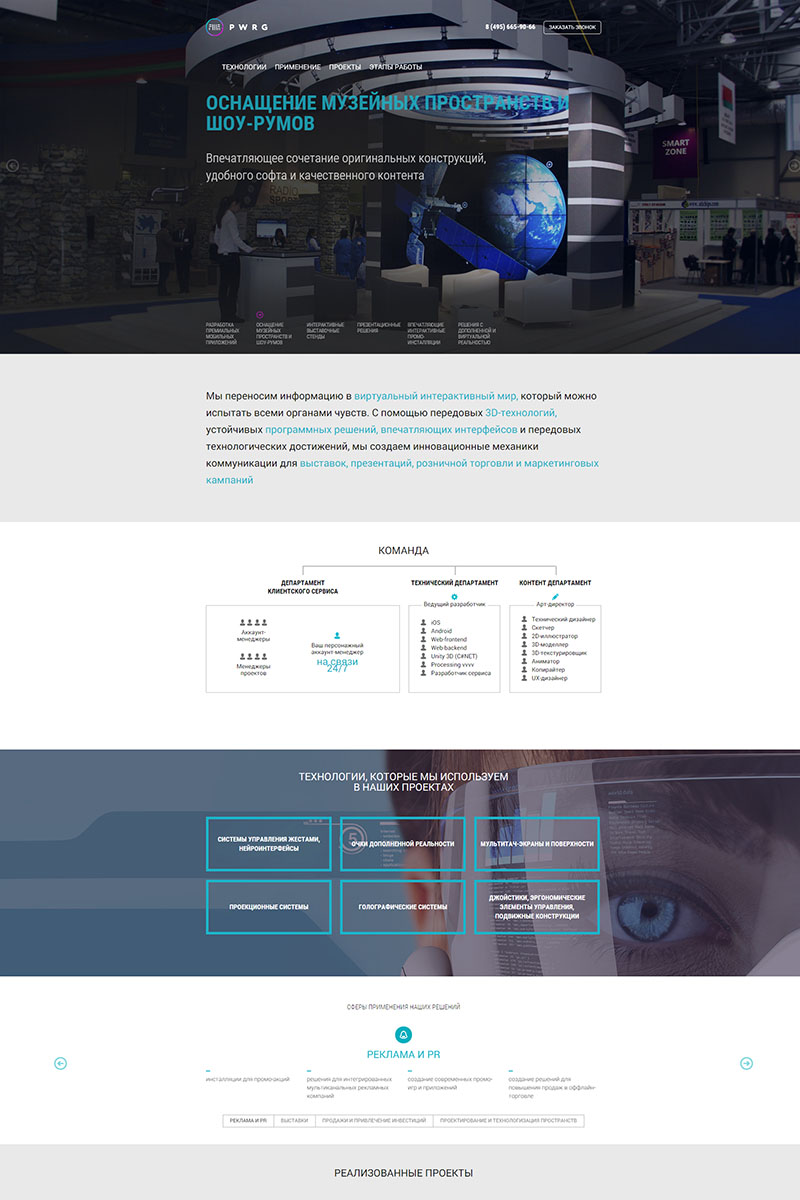 PWRG
8 (495) 665-90-66
ЗАКАЗАТЬ ЗВОНОК
ТЕХНОЛОГИИ ПРИМЕНЕНИЕ ПРОЕКТЫ ЭТАПЫ РАБОТЫ
ОСНАЩЕНИЕ МУЗЕЙНЫХ ПРОСТРАНСТВ И
ШОУ-РУМОВ
SMART
ZONE
Впечатляющее сочетание оригинальных конструкций,
удобного софта и качественного контента
РАЗРАБОТКА
ПРЕМИАЛЬНЫХ
МОБИЛЬНЫХ
ПРИЛОЖЕНИЙ
ОСНАЩЕНИЕ
МУЗЕЙНЫХ
ПРОСТРАНСТВ И
ШОУ-РУМОВ
ИНТЕРАКТИВНЫЕ
ВЫСТАВОЧНЫЕ
СТЕНДЫ
ПРЕЗЕНТАЦИОННЫЕ
РЕШЕНИЯ
ВПЕЧАТЛЯЮЩИЕ
ИНТЕРАКТИВНЫЕ
ПРОМО-
ИНСТАЛЛЯЦИИ
РЕШЕНИЯ С
ДОПОЛНЕННОЙ И
ВИРТУАЛЬНОЙ
РЕАЛЬНОСТЬЮ
Мы переносим информацию в виртуальный интерактивный мир, который можно
испытать всеми органами чувств. С помощью передовых 3D-технологий,
устойчивых программных решений, впечатляющих интерфейсов и передовых
технологических достижений, мы создаем инновационные механики
коммуникации для выставок, презентаций, розничной торговли и маркетинговых
кампаний
КОМАНДА
ДЕПАРТАМЕНТ
КЛИЕНТСКОГО СЕРВИСА
Аккаунт-
менеджеры
Менеджеры
проектов
Ваш персонажный
аккаунт-менеджер
на связи
24/7
ТЕХНИЧЕСКИЙ ДЕПАРТАМЕНТ
Ведущий разработчик
iOS
Android
Web-frontend
Web-backend
Unity 3D (C#NET)
Processing vvvv
Разработчик сервиса
КОНТЕНТ ДЕПАРТАМЕНТ
Арт-директор
Технический дизайнер
Скетчер
2D-иллюстратор
3D-моделлер
3D-текстурировщик
Аниматор
Копирайтер
UX-дизайнер
ТЕХНОЛОГИИ, КОТОРЫЕ МЫ ИСПОЛЬЗУЕМ
В НАШИХ ПРОЕКТАХ
СИСТЕМЫ УПРАВЛЕНИЯ ЖЕСТАМИ,
НЕЙРОИНТЕРФЕЙСЫ
ОЧКИ ДОПОЛНЕННОЙ РЕАЛЬНОСТИ
МУЛЬТИТАЧ-ЭКРАНЫ И ПОВЕРХНОСТИ
ПРОЕКЦИОННЫЕ СИСТЕМЫ
ГОЛОГРАФИЧЕСКИЕ СИСТЕМЫ
ДЖОЙСТИКИ, ЭРГОНОМИЧЕСКИЕ
ЭЛЕМЕНТЫ УПРАВЛЕНИЯ,
ПОДВИЖНЫЕ КОНСТРУКЦИИ
СФЕРЫ ПРИМЕНЕНИЯ НАШИХ РЕШЕНИЙ
РЕКЛАМА И PR
инсталляции для промо-акций
решения для интегрированных
мультиканальных рекламных
компаний
создание современных промо-
игр и приложений
создание решений для
повышения продаж в оффлайн-
торговле
РЕКЛАМА И PR
ВЫСТАВКИ
ПРОДАЖИ И ПРИВЛЕЧЕНИЕ ИНВЕСТИЦИЙ
ПРОЕКТИРОВАНИЕ И ТЕХНОЛОГИЗАЦИЯ ПРОСТРАНСТВ
РЕАЛИЗОВАННЫЕ ПРОЕКТЫ